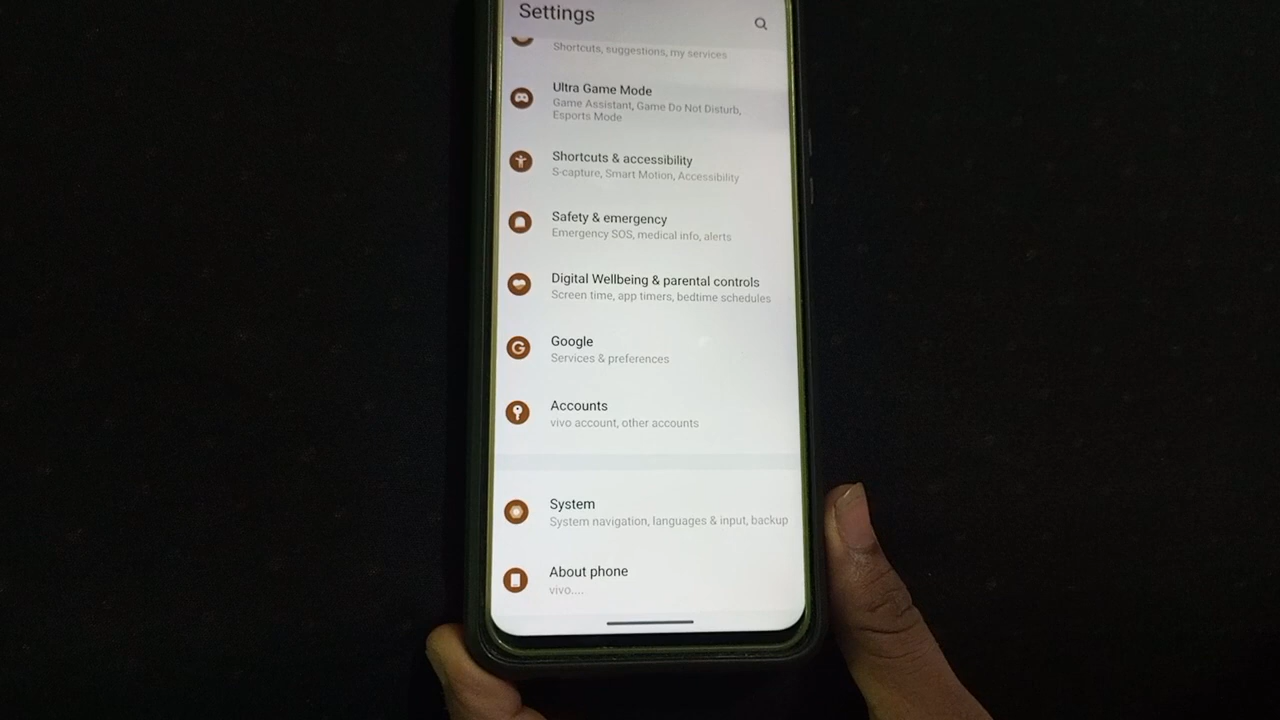 Settings
Shortcuts, suggestions, my services
Ultra Game Mode
Game Assistant, Game Do Not Disturb,
Esports Mode
Shortcuts & accessibility
S-capture, Smart Motion, Accessibility
Safety & emergency
Emergency SOS, medical info, alerts
Digital Wellbeing & parental controls
Screen time, app timers, bedtime schedules
Google
Services & preferences
Accounts
vivo account, other accounts
System
System navigation, languages & input, backup
About phone
vivo....